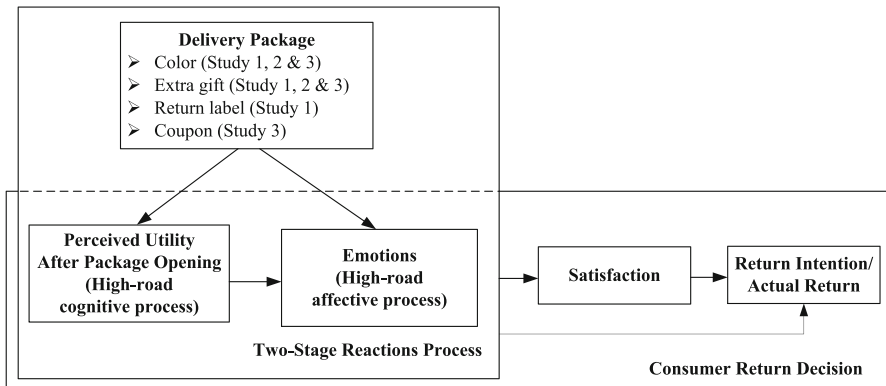 Delivery Package
➢ Color (Study 1, 2 & 3)
➢ Extra gift (Study 1, 2 & 3)
➢ Return label (Study 1)
➢ Coupon (Study 3)
Perceived Utility
After Package Opening
(High-road
cognitive process)
Emotions
(High-road
affective process)
Satisfaction
Return Intention/
Actual Return
Two-Stage Reactions Process
Consumer Return Decision